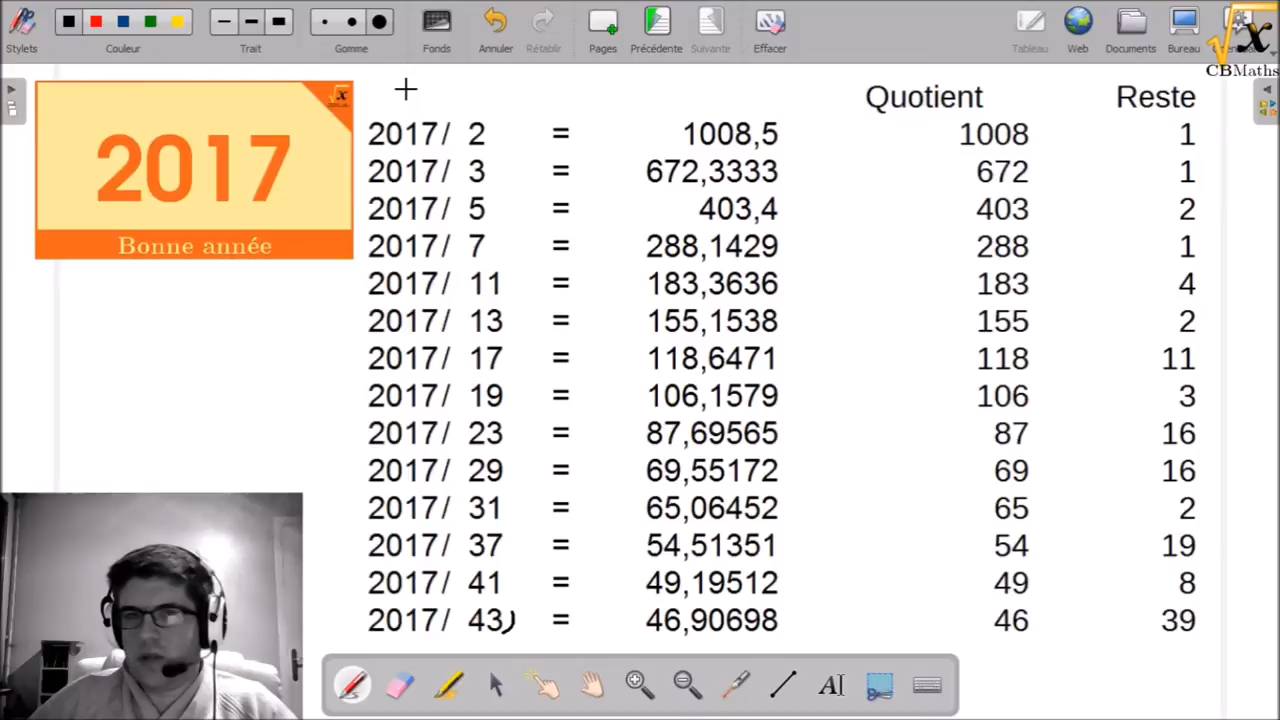 Stylets Couleur Trait Gomme Fonds Annuler Rétablir Pages Précédente Suivante Effacer Tableau Web Documents Bureau
√x
CBMaths
2017
Bonne année
Quotient Reste
2017/ 2 = 1008,5 1008 1
2017/ 3 = 672,3333 672 1
2017/ 5 = 403,4 403 2
2017/ 7 = 288,1429 288 1
2017/ 11 = 183,3636 183 4
2017/ 13 = 155,1538 155 2
2017/ 17 = 118,6471 118 11
2017/ 19 = 106,1579 106 3
2017/ 23 = 87,69565 87 16
2017/ 29 = 69,55172 69 16
2017/ 31 = 65,06452 65 2
2017/ 37 = 54,51351 54 19
2017/ 41 = 49,19512 49 8
2017/ 43) = 46,90698 46 39